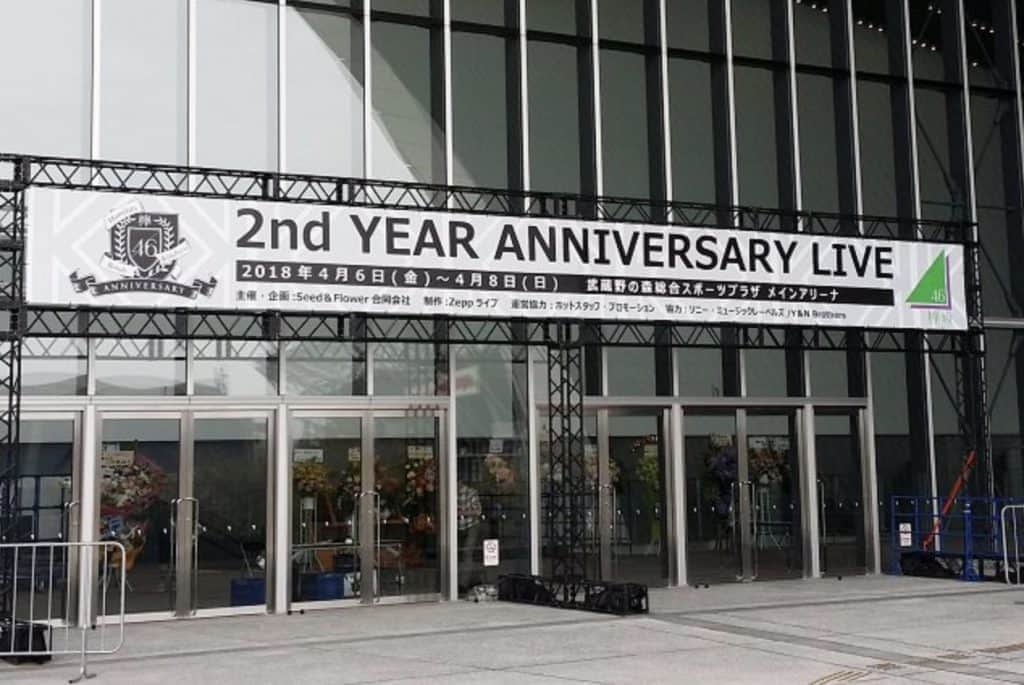 2nd YEAR ANNIVERSARY LIVE
2018年4月6日(金)～4月8日(日) 武蔵野の森総合スポーツプラザ メインアリーナ
主催・企画:Seed&Flower合同会社 制作:Zeppライブ 運営協力:ホットスタッフ・プロモーション 協力:ソニー・ミュージックレーベルズ/Y&N Brothers
46
ANNIVERSARY
46